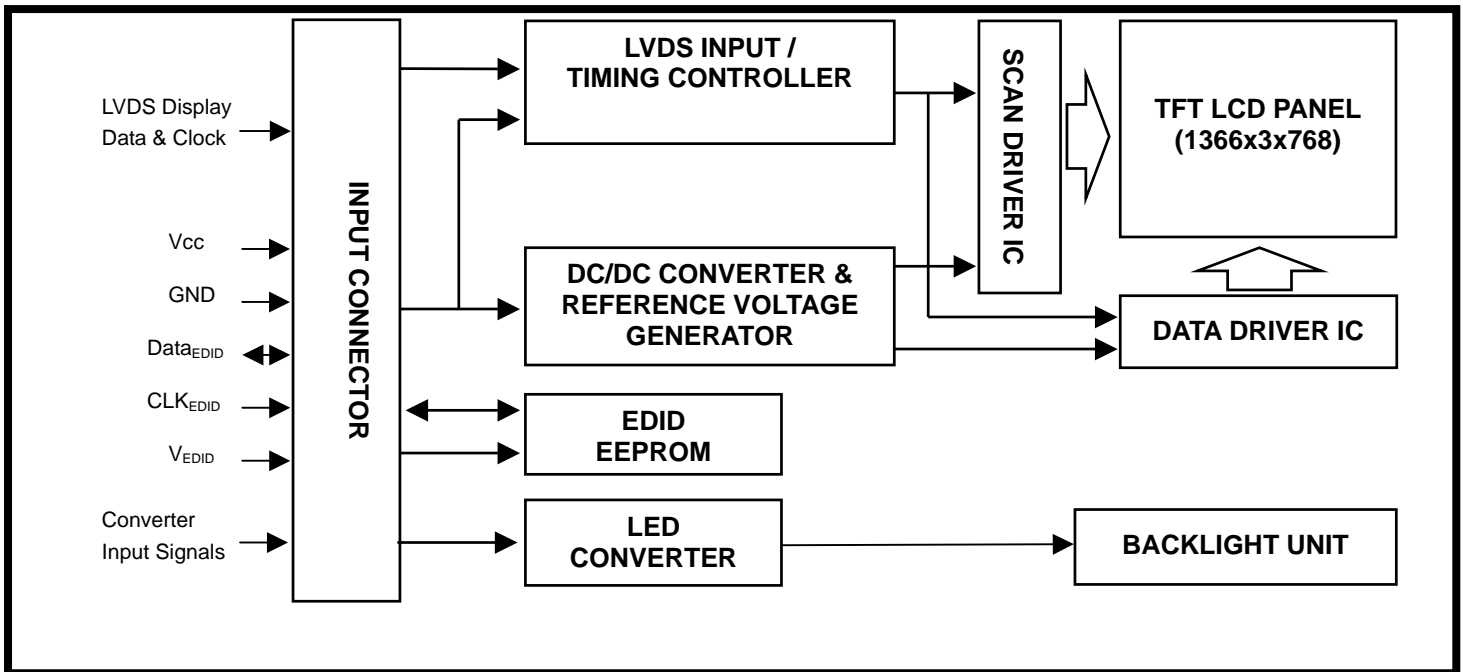 LVDS Display
Data & Clock
Vcc
GND
DataEDID
CLKEDID
VEDID
Converter
Input Signals
INPUT CONNECTOR
LVDS INPUT /
TIMING CONTROLLER
DC/DC CONVERTER &
REFERENCE VOLTAGE
GENERATOR
EDID
EEPROM
LED
CONVERTER
SCAN DRIVER IC
TFT LCD PANEL
(1366x3x768)
DATA DRIVER IC
BACKLIGHT UNIT